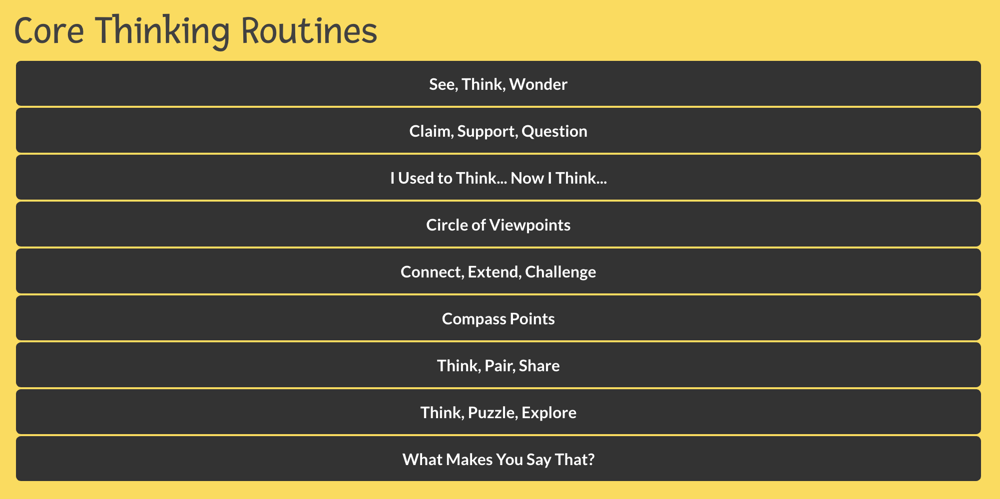 Core Thinking Routines
See, Think, Wonder
Claim, Support, Question
I Used to Think... Now I Think...
Circle of Viewpoints
Connect, Extend, Challenge
Compass Points
Think, Pair, Share
Think, Puzzle, Explore
What Makes You Say That?